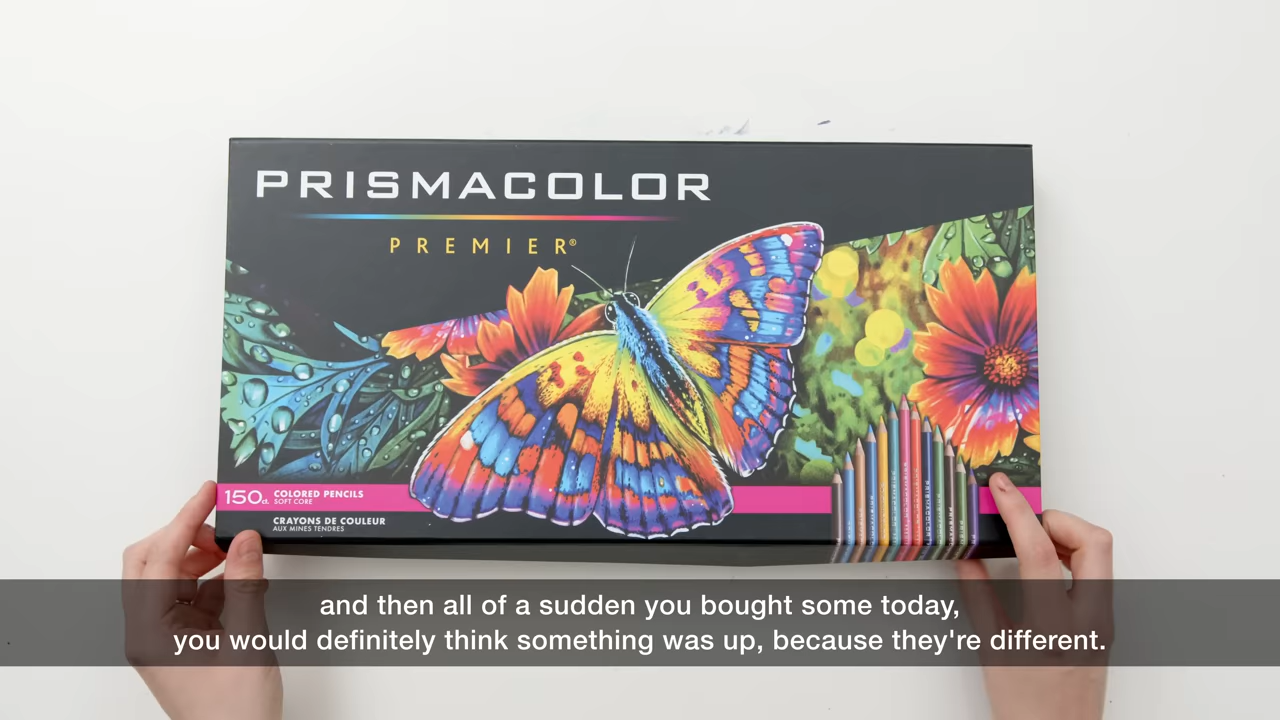 PRISMACOLOR
PREMIER®
150ct.
COLORED PENCILS
SOFT CORE
CRAYONS DE COULEUR
AUX MINES TENDRES
and then all of a sudden you bought some today,
you would definitely think something was up, because they're different.